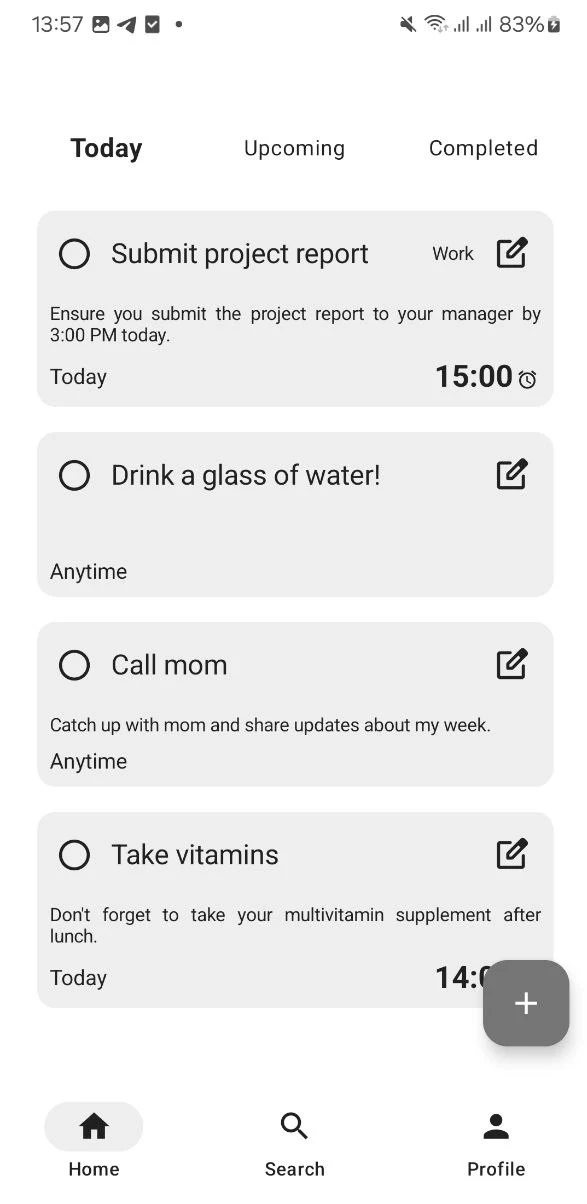 13:57 83%
Today Upcoming Completed
Submit project report Work
Ensure you submit the project report to your manager by
3:00 PM today.
Today 15:00
Drink a glass of water!
Anytime
Call mom
Catch up with mom and share updates about my week.
Anytime
Take vitamins
Don't forget to take your multivitamin supplement after
lunch.
Today
+
Home Search Profile